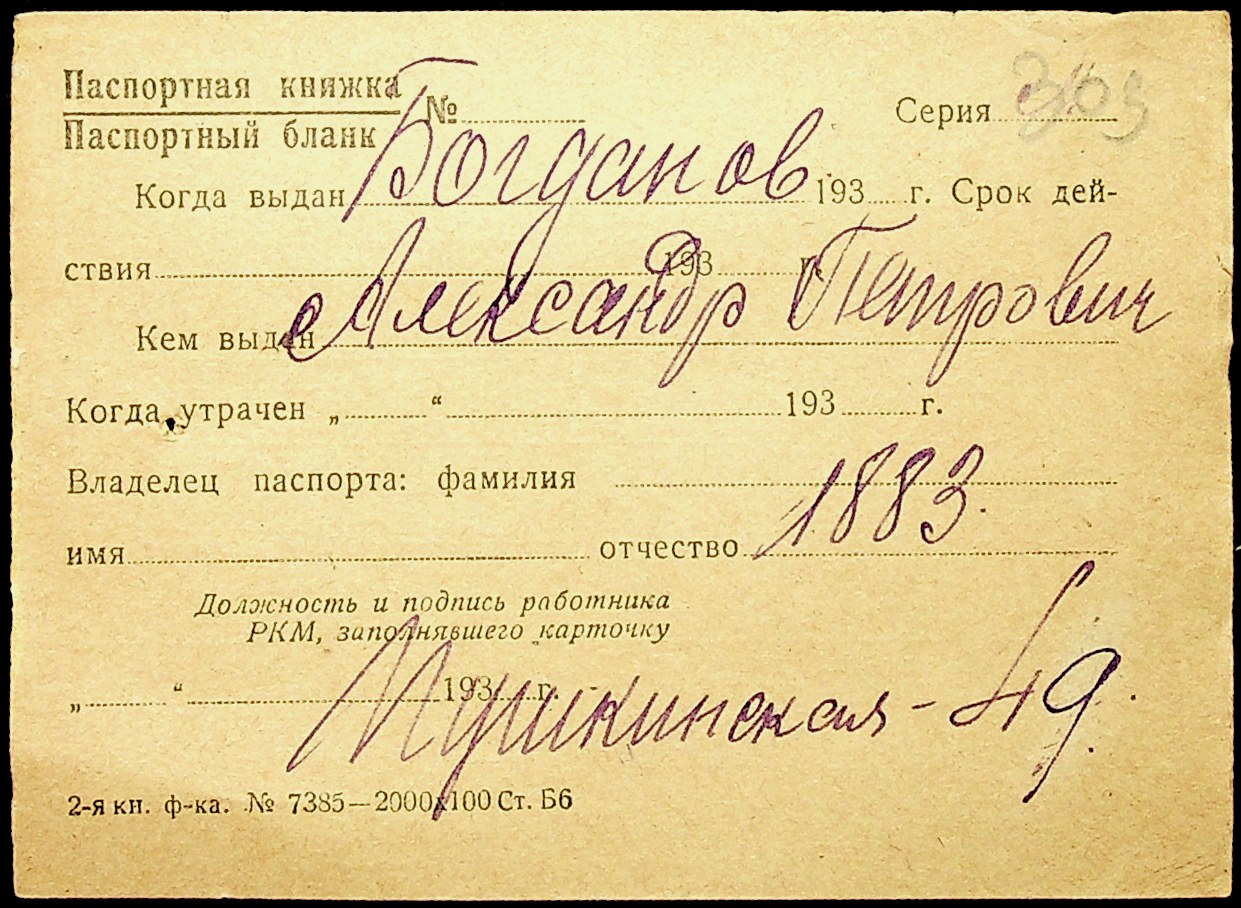 Паспортная книжка
Паспортный бланк № Серия
Богданов
Когда выдан 193 г. Срок дей-
ствия 193 г.
Александр Петрович
Кем выдан
Когда утрачен „ “ 193 г.
Владелец паспорта: фамилия
1883.
имя отчество
Должность и подпись работника
РКМ, заполнявшего карточку
„ “ 193 г.
Пушкинская - 49.
2-я кн. ф-ка. № 7385—2000х100 Ст. Б6